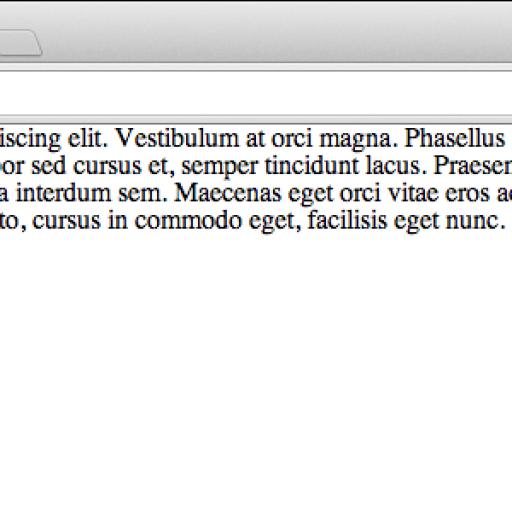 iscing elit. Vestibulum at orci magna. Phasellus
or sed cursus et, semper tincidunt lacus. Praesen
a interdum sem. Maecenas eget orci vitae eros a
to, cursus in commodo eget, facilisis eget nunc.